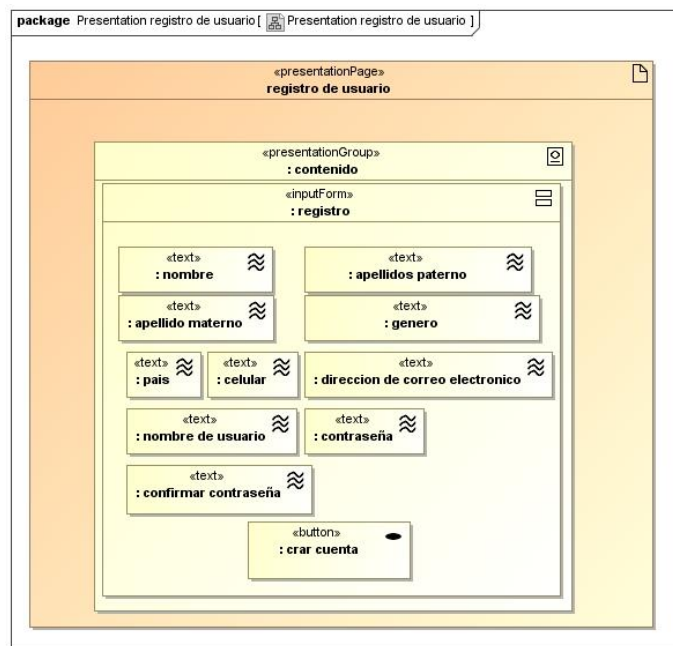 package Presentation registro de usuario [ Presentation registro de usuario ]
«presentationPage»
registro de usuario
«presentationGroup»
: contenido
«inputForm»
: registro
«text»
: nombre
«text»
: apellidos paterno
«text»
: apellido materno
«text»
: genero
«text»
: pais
«text»
: celular
«text»
: direccion de correo electronico
«text»
: nombre de usuario
«text»
: contraseña
«text»
: confirmar contraseña
«button»
: crar cuenta